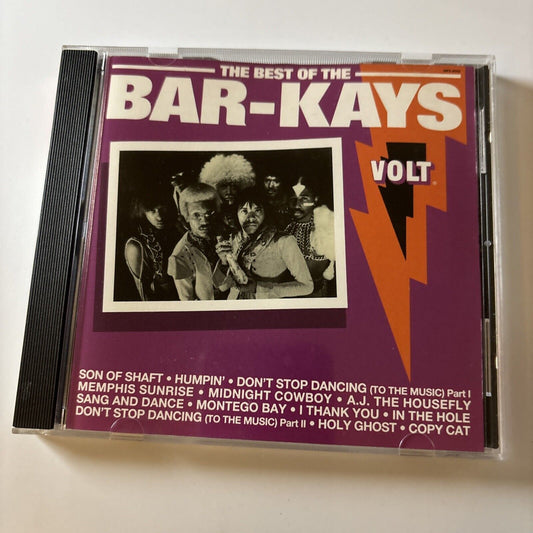 THE BEST OF THE
BAR-KAYS
VOLT®
SON OF SHAFT • HUMPIN' • DON'T STOP DANCING (TO THE MUSIC) Part I
MEMPHIS SUNRISE • MIDNIGHT COWBOY • A.J. THE HOUSEFLY
SANG AND DANCE • MONTEGO BAY • I THANK YOU • IN THE HOLE
DON'T STOP DANCING (TO THE MUSIC) Part II • HOLY GHOST • COPY CAT